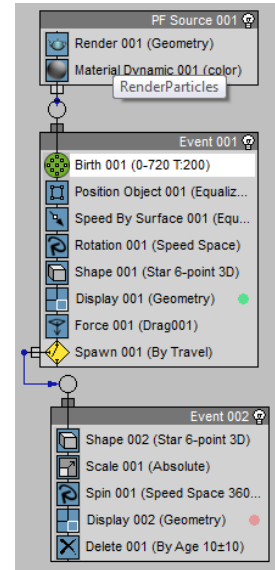 PF Source 001
Render 001 (Geometry)
Material Dynamic 001 (color)
RenderParticles
Event 001
Birth 001 (0-720 T:200)
Position Object 001 (Equaliz...
Speed By Surface 001 (Equ...
Rotation 001 (Speed Space)
Shape 001 (Star 6-point 3D)
Display 001 (Geometry)
Force 001 (Drag001)
Spawn 001 (By Travel)
Event 002
Shape 002 (Star 6-point 3D)
Scale 001 (Absolute)
Spin 001 (Speed Space 360...
Display 002 (Geometry)
Delete 001 (By Age 10±10)